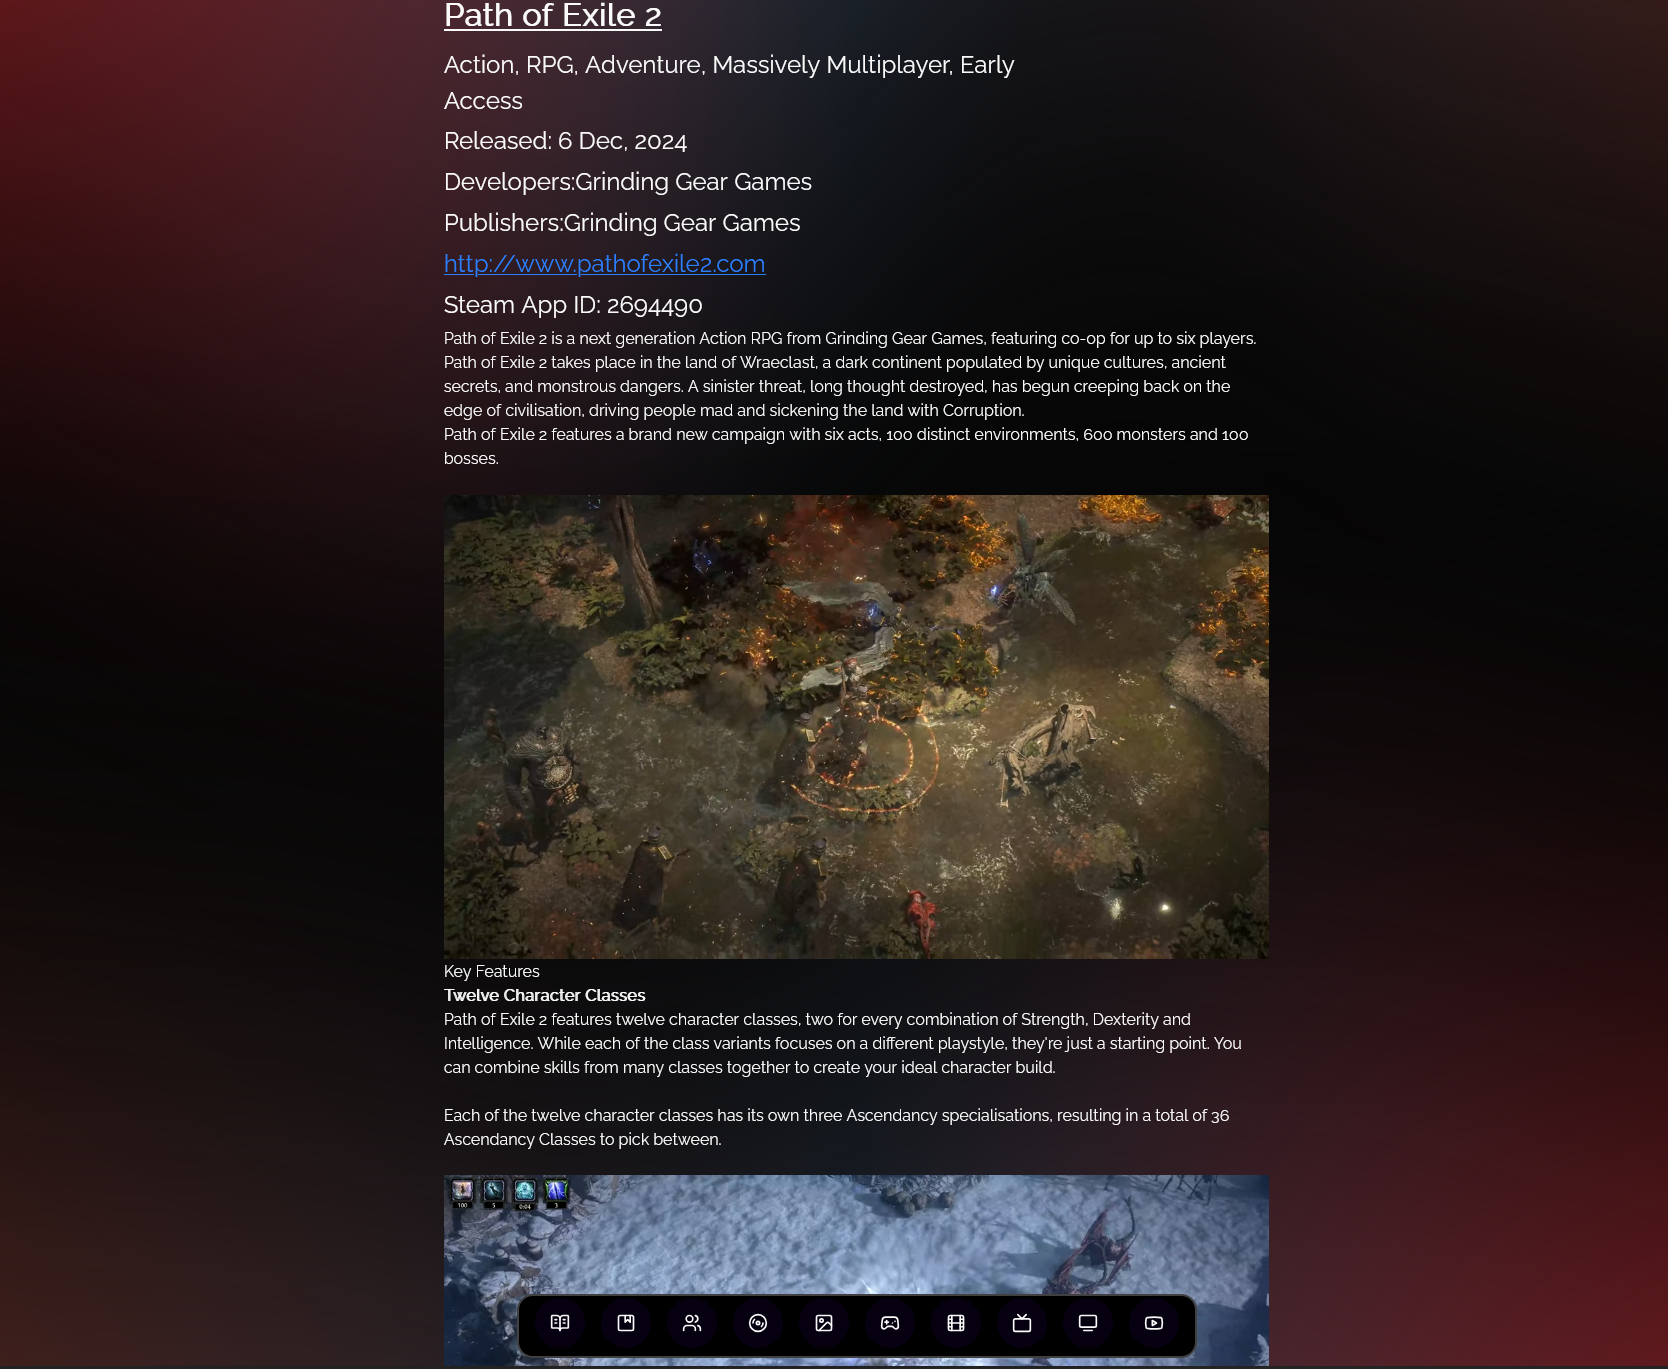 Path of Exile 2
Action, RPG, Adventure, Massively Multiplayer, Early
Access
Released: 6 Dec, 2024
Developers:Grinding Gear Games
Publishers:Grinding Gear Games
http://www.pathofexile2.com
Steam App ID: 2694490
Path of Exile 2 is a next generation Action RPG from Grinding Gear Games, featuring co-op for up to six players.
Path of Exile 2 takes place in the land of Wraeclast, a dark continent populated by unique cultures, ancient
secrets, and monstrous dangers. A sinister threat, long thought destroyed, has begun creeping back on the
edge of civilisation, driving people mad and sickening the land with Corruption.
Path of Exile 2 features a brand new campaign with six acts, 100 distinct environments, 600 monsters and 100
bosses.
Key Features
Twelve Character Classes
Path of Exile 2 features twelve character classes, two for every combination of Strength, Dexterity and
Intelligence. While each of the class variants focuses on a different playstyle, they're just a starting point. You
can combine skills from many classes together to create your ideal character build.
Each of the twelve character classes has its own three Ascendancy specialisations, resulting in a total of 36
Ascendancy Classes to pick between.
100 5 0:04 3